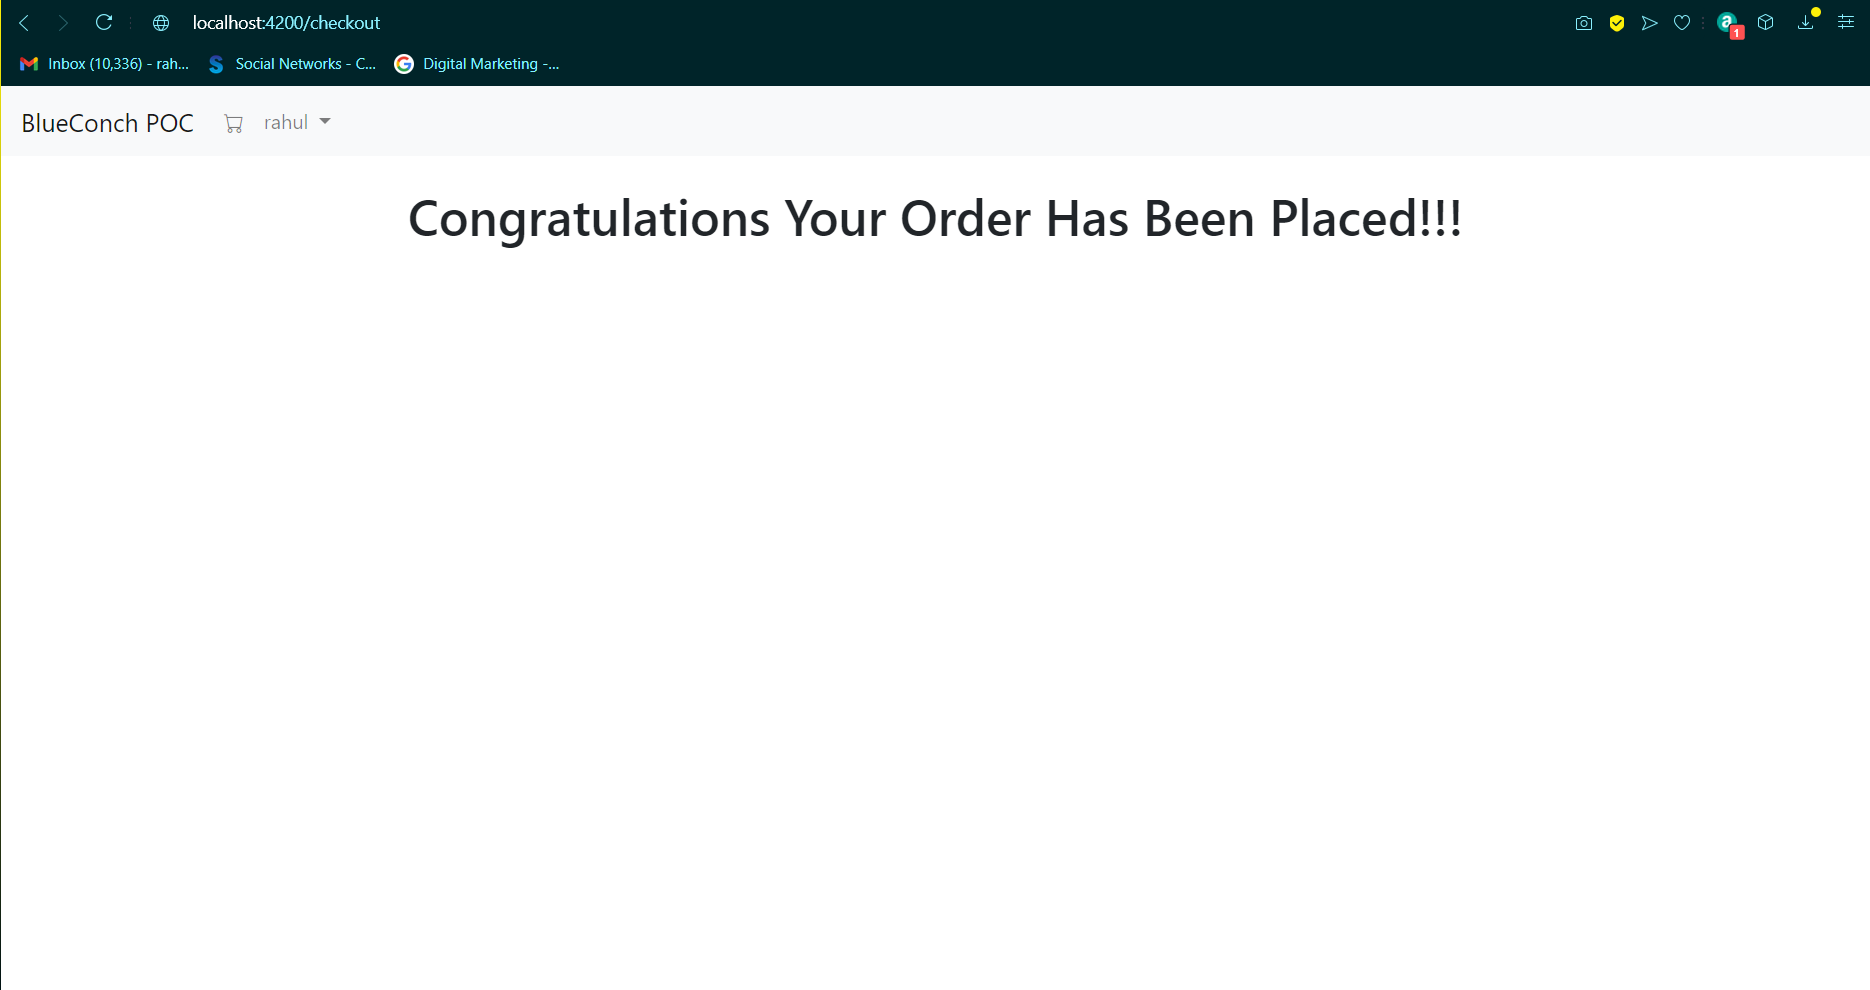 localhost:4200/checkout
1
Inbox (10,336) - rah... Social Networks - C... Digital Marketing -...
BlueConch POC rahul
Congratulations Your Order Has Been Placed!!!